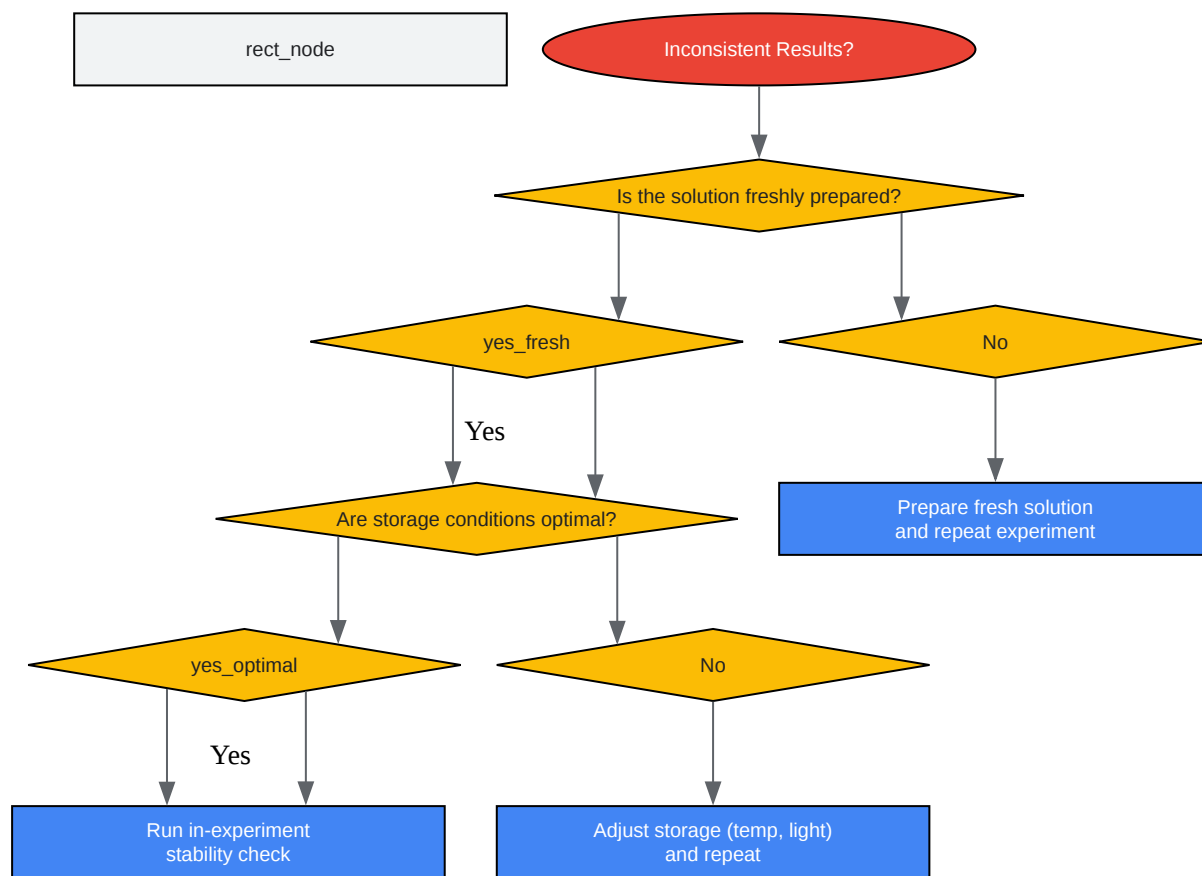 rect_node
Inconsistent Results?
Is the solution freshly prepared?
yes_fresh
No
Yes
Prepare fresh solution
and repeat experiment
Are storage conditions optimal?
yes_optimal
No
Yes
Run in-experiment
stability check
Adjust storage (temp, light)
and repeat